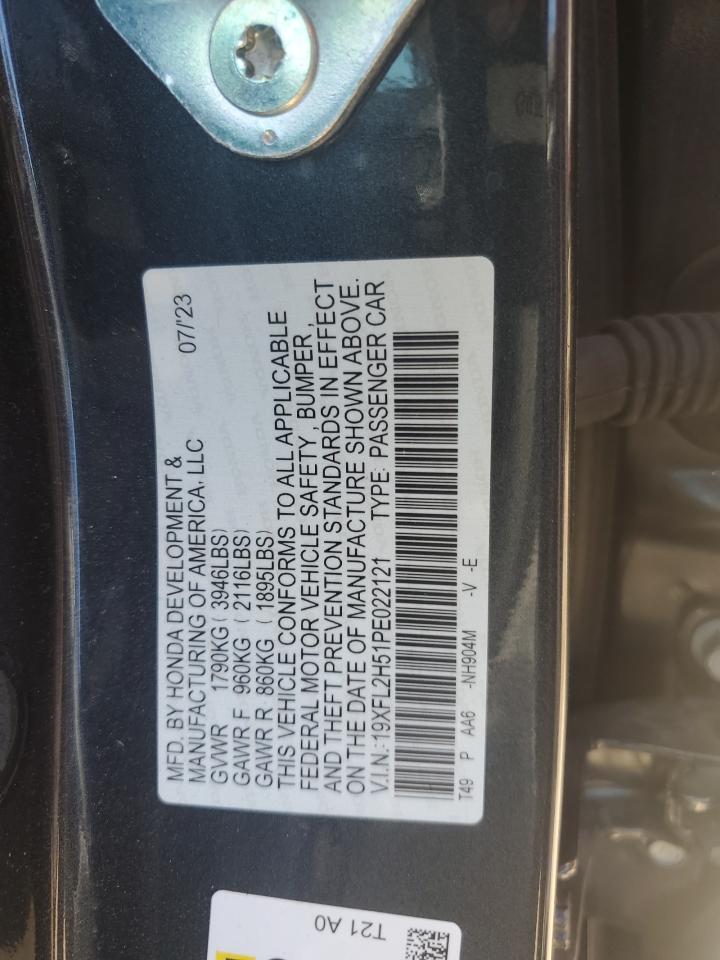 MFD. BY HONDA DEVELOPMENT &
MANUFACTURING OF AMERICA, LLC 07/'23
GVWR 1790KG (3946LBS)
GAWR F 960KG (2116LBS)
GAWR R 860KG (1895LBS)
THIS VEHICLE CONFORMS TO ALL APPLICABLE
FEDERAL MOTOR VEHICLE SAFETY, BUMPER,
AND THEFT PREVENTION STANDARDS IN EFFECT
ON THE DATE OF MANUFACTURE SHOWN ABOVE.
V.I.N.:19XFL2H51PE022121 TYPE: PASSENGER CAR
T49 P AA6 -NH904M -V -E
T21 A0